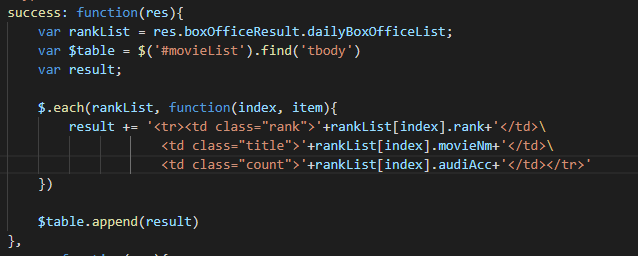 success: function(res){
var rankList = res.boxOfficeResult.dailyBoxOfficeList;
var $table = $('#movieList').find('tbody')
var result;
$.each(rankList, function(index, item){
result += '<tr><td class="rank">'+rankList[index].rank+'</td>\
<td class="title">'+rankList[index].movieNm+'</td>\
<td class="count">'+rankList[index].audiAcc+'</td></tr>'
})
$table.append(result)
},